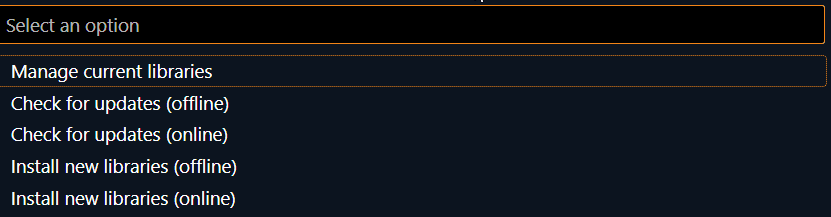 Select an option
Manage current libraries
Check for updates (offline)
Check for updates (online)
Install new libraries (offline)
Install new libraries (online)